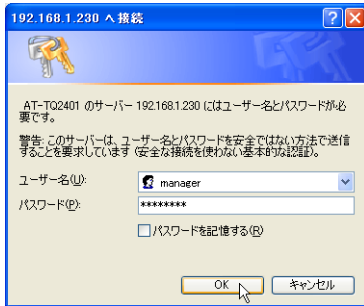 192.168.1.230 へ接続
AT-TQ2401 のサーバー 192.168.1.230 にはユーザー名とパスワードが必
要です。
警告: このサーバーは、ユーザー名とパスワードを安全ではない方法で送信
することを要求しています (安全な接続を使わない基本的な認証)。
ユーザー名(U):
manager
パスワード(P):
********
パスワードを記憶する(R)
OK
キャンセル